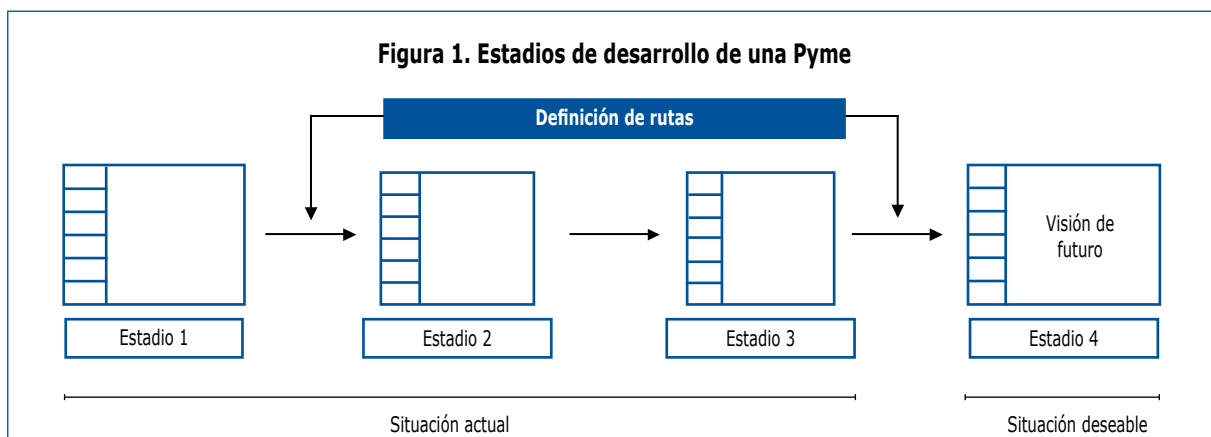 Figura 1. Estadios de desarrollo de una Pyme
Definición de rutas
Visión de
futuro
Estadio 1
Estadio 2
Estadio 3
Estadio 4
Situación actual
Situación deseable